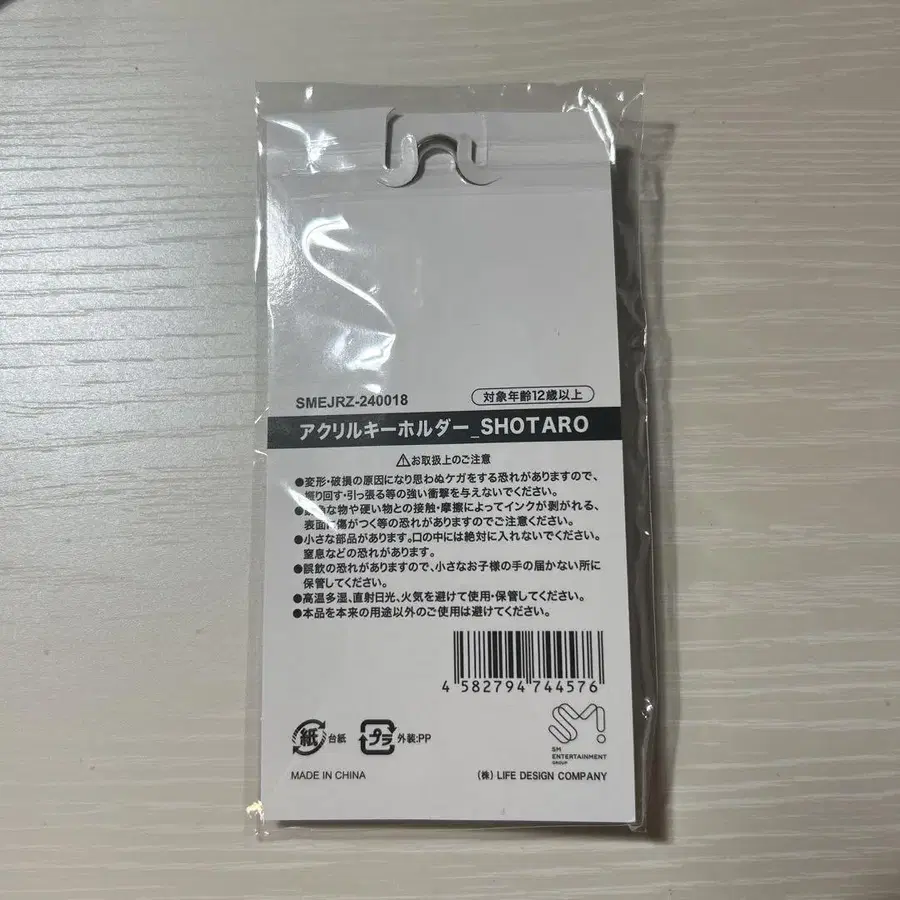 SMEJRZ-240018
対象年齢12歳以上
アクリルキーホルダー_SHOTARO
⚠お取扱上のご注意
●変形・破損の原因になり思わぬケガをする恐れがありますので、
振り回す・引っ張る等の強い衝撃を与えないでください。
な物や硬い物との接触・摩擦によってインクが剥がれる、
表面に傷がつく等の恐れがありますのでご注意ください。
●小さな部品があります。口の中には絶対に入れないでください。
窒息などの恐れがあります。
●誤飲の恐れがありますので、小さなお子様の手の届かない所に
保管してください。
●高温多湿、直射日光、火気を避けて使用・保管してください。
●本品を本来の用途以外のご使用は避けてください。
4 582794 744576
紙 台紙
プラ 外装:PP
SM
SM
ENTERTAINMENT
GROUP
MADE IN CHINA
(株) LIFE DESIGN COMPANY